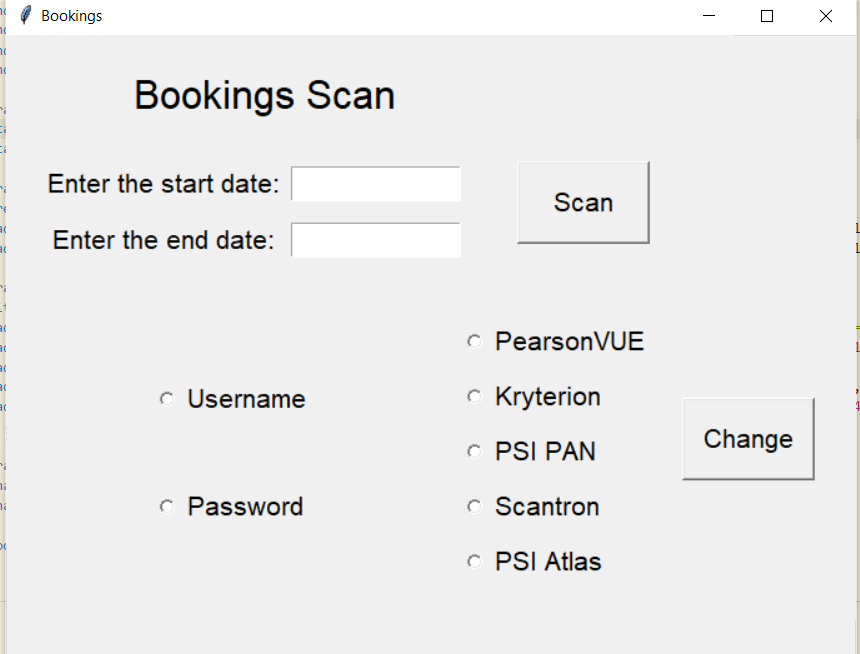 Bookings
Bookings Scan
Enter the start date:
Scan
Enter the end date:
PearsonVUE
Username
Kryterion
Change
PSI PAN
Password
Scantron
PSI Atlas